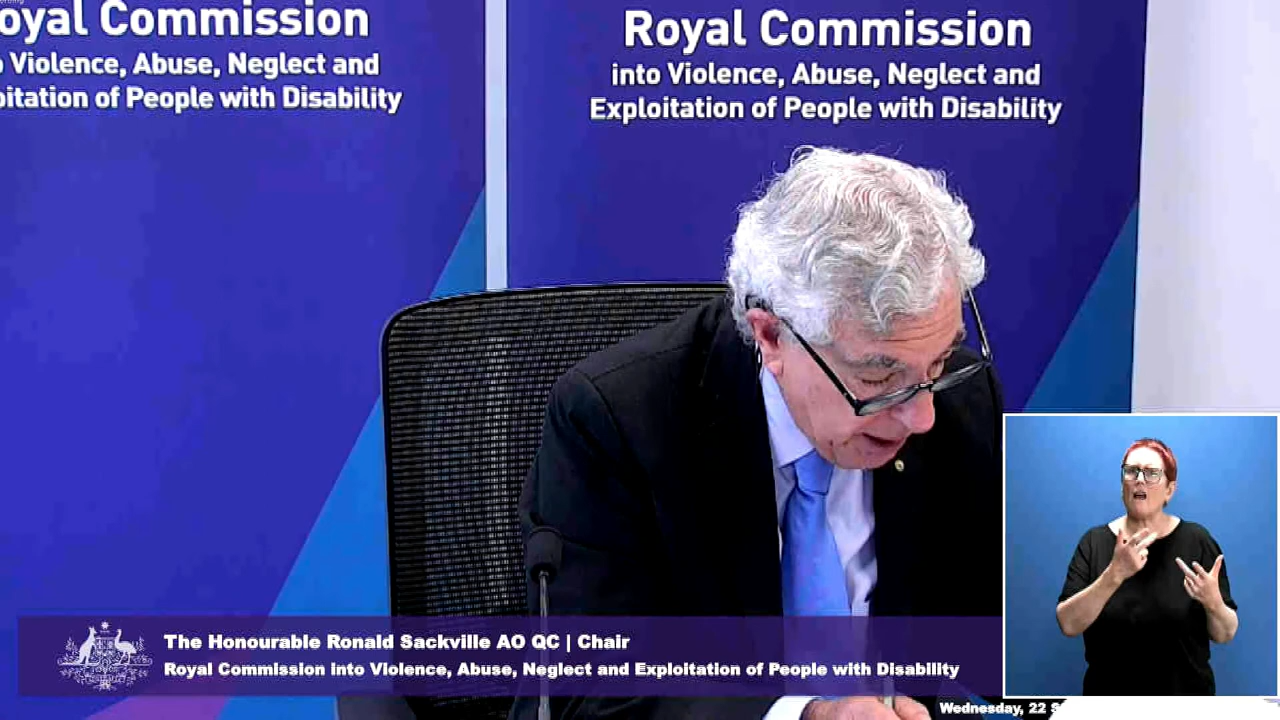 oyal Commission
Violence, Abuse, Neglect and
itation of People with Disability
Royal Commission
into Violence, Abuse, Neglect and
Exploitation of People with Disability
The Honourable Ronald Sackville AO QC | Chair
Royal Commission into Violence, Abuse, Neglect and Exploitation of People with Disability
Wednesday, 22 S